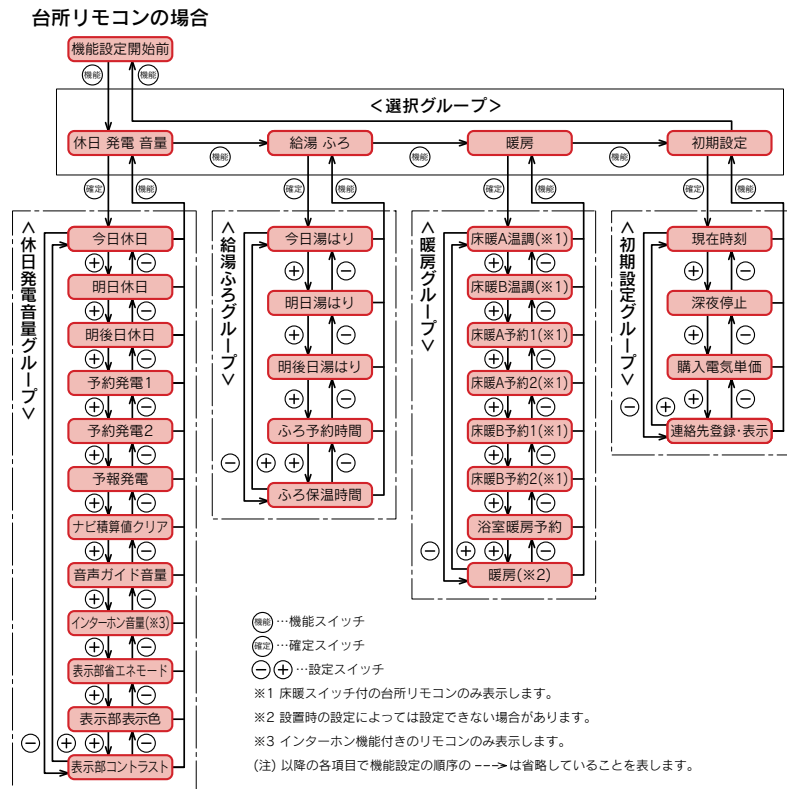 台所リモコンの場合
機能設定開始前
機能 機能
＜選択グループ＞
休日 発電 音量 機能 給湯 ふろ 機能 暖房 機能 初期設定
確定 機能 確定 機能 確定 機能 確定 機能
＜休日発電音量グループ＞
今日休日
＋ －
明日休日
＋ －
明後日休日
＋ －
予約発電1
＋ －
予約発電2
＋ －
予報発電
＋ －
ナビ積算値クリア
＋ －
音声ガイド音量
＋ －
インターホン音量(※3)
＋ －
表示部省エネモード
＋ －
表示部表示色
－ ＋ ＋ －
表示部コントラスト
＜給湯ふろグループ＞
今日湯はり
＋ －
明日湯はり
＋ －
明後日湯はり
＋ －
ふろ予約時間
－ ＋ ＋ －
ふろ保温時間
＜暖房グループ＞
床暖A温調(※1)
＋ －
床暖B温調(※1)
＋ －
床暖A予約1(※1)
＋ －
床暖A予約2(※1)
＋ －
床暖B予約1(※1)
＋ －
床暖B予約2(※1)
＋ －
浴室暖房予約
－ ＋ ＋ －
暖房(※2)
＜初期設定グループ＞
現在時刻
＋ －
深夜停止
＋ －
購入電気単価
－ ＋ ＋ －
連絡先登録・表示
機能 …機能スイッチ
確定 …確定スイッチ
－ ＋ …設定スイッチ
※1 床暖スイッチ付の台所リモコンのみ表示します。
※2 設置時の設定によっては設定できない場合があります。
※3 インターホン機能付きのリモコンのみ表示します。
(注) 以降の各項目で機能設定の順序の ---> は省略していることを表します。